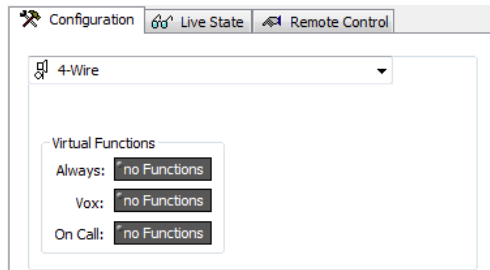 Configuration Live State Remote Control
4-Wire
Virtual Functions
Always: no Functions
Vox: no Functions
On Call: no Functions